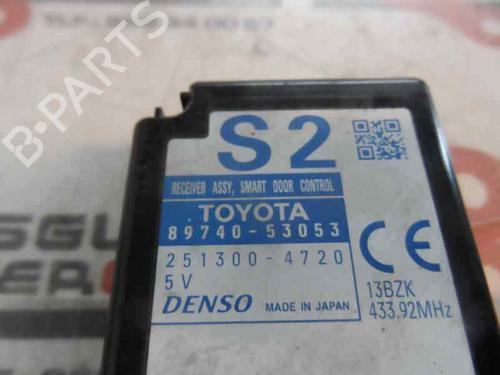 B-PARTS
S2
RECEIVER ASSY, SMART DOOR CONTROL
TOYOTA
89740-53053
251300-4720
5V
CE
13BZK
DENSO MADE IN JAPAN
433.92MHz